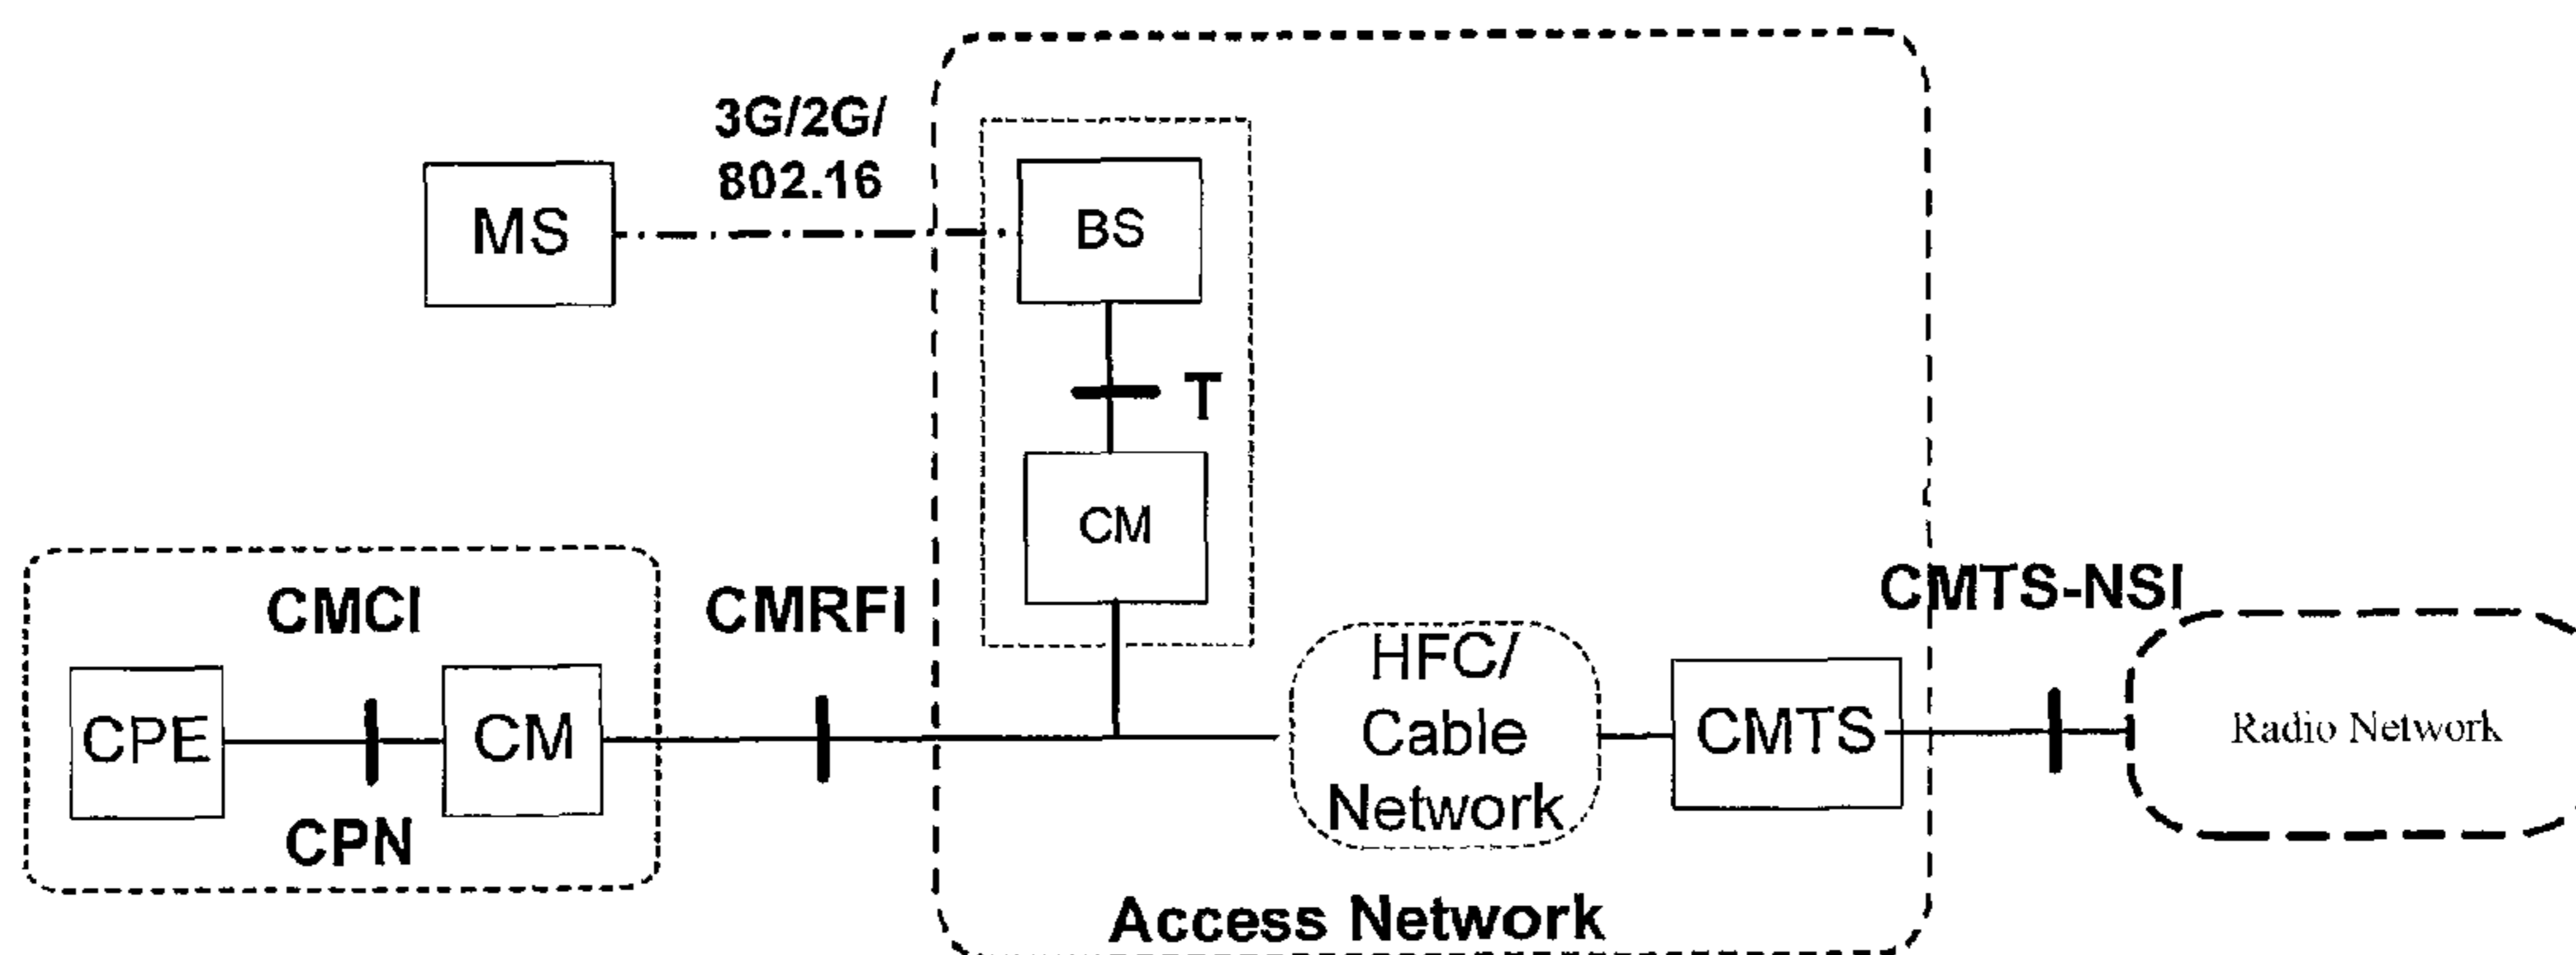 3G/2G/
802.16
MS
BS
T
CM
CMCI
CMRFI
CMTS-NSI
CPE
CM
HFC/
Cable
Network
CMTS
Radio Network
CPN
Access Network